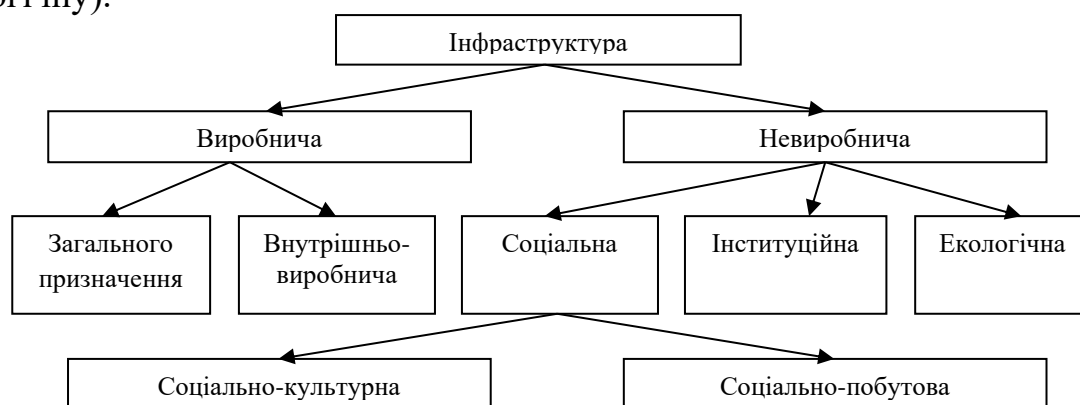 Інфраструктура
Виробнича
Невиробнича
Загального
призначення
Внутрішньо-
виробнича
Соціальна
Інституційна
Екологічна
Соціально-культурна
Соціально-побутова